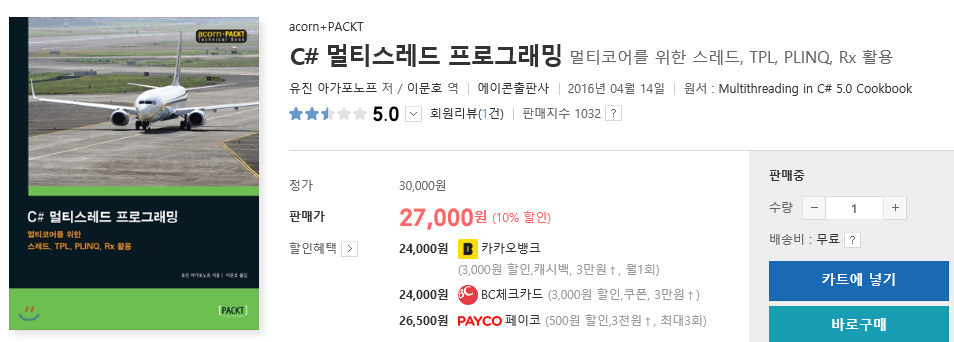 acorn+PACKT
Technical Book
C# 멀티스레드 프로그래밍
멀티코어를 위한
스레드, TPL, PLINQ, Rx 활용
유진 아가포노프 지음 | 이문호 옮김
[PACKT]
acorn+PACKT
C# 멀티스레드 프로그래밍 멀티코어를 위한 스레드, TPL, PLINQ, Rx 활용
유진 아가포노프 저 / 이문호 역 | 에이콘출판사 | 2016년 04월 14일 | 원서 : Multithreading in C# 5.0 Cookbook
5.0 회원리뷰(1건) | 판매지수 1032 ?
정가 30,000원
판매가 27,000원 (10% 할인)
할인혜택 > 24,000원 B 카카오뱅크
(3,000원 할인,캐시백, 3만원↑, 월1회)
24,000원 BC BC체크카드 (3,000원 할인,쿠폰, 3만원↑)
26,500원 PAYCO 페이코 (500원 할인,3천원↑, 최대3회)
판매중
수량 − 1 +
배송비 : 무료 ?
카트에 넣기
바로구매